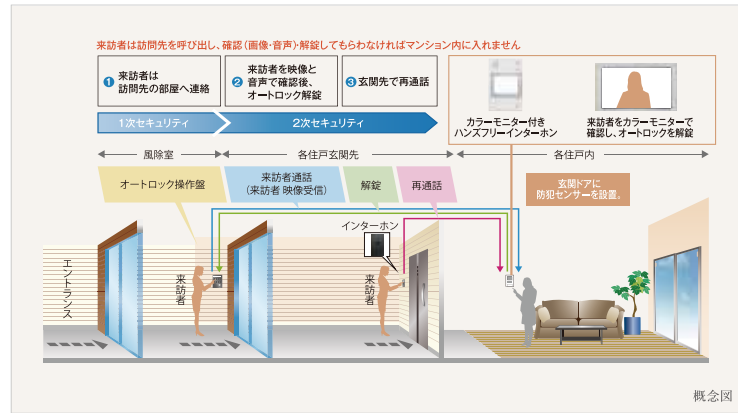 来訪者は訪問先を呼び出し、確認(画像・音声)・解錠してもらわなければマンション内に入れません
1 来訪者は
訪問先の部屋へ連絡
2 来訪者を映像と
音声で確認後、
オートロック解錠
3 玄関先で再通話
1次セキュリティ
2次セキュリティ
カラーモニター付き
ハンズフリーインターホン
来訪者をカラーモニターで
確認し、オートロックを解錠
風除室
各住戸玄関先
各住戸内
オートロック操作盤
来訪者通話
(来訪者 映像受信)
解錠
再通話
玄関ドアに
防犯センサーを設置。
インターホン
エントランス
来訪者
来訪者
概念図